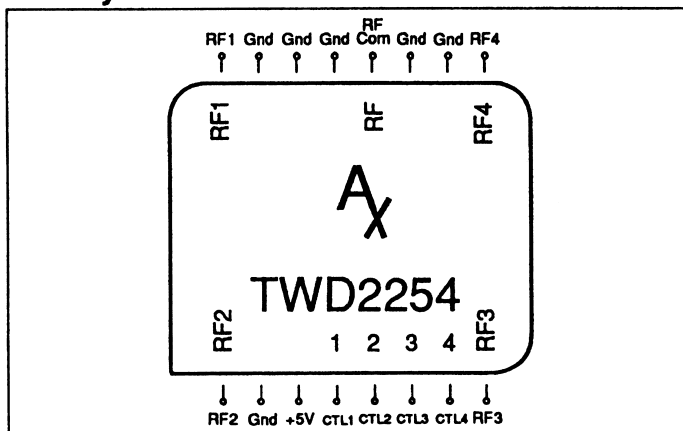 RF
RF1 Gnd Gnd Gnd Com Gnd Gnd RF4
RF1 RF RF4
AX
TWD2254
RF2 1 2 3 4 RF3
RF2 Gnd +5V CTL1 CTL2 CTL3 CTL4 RF3